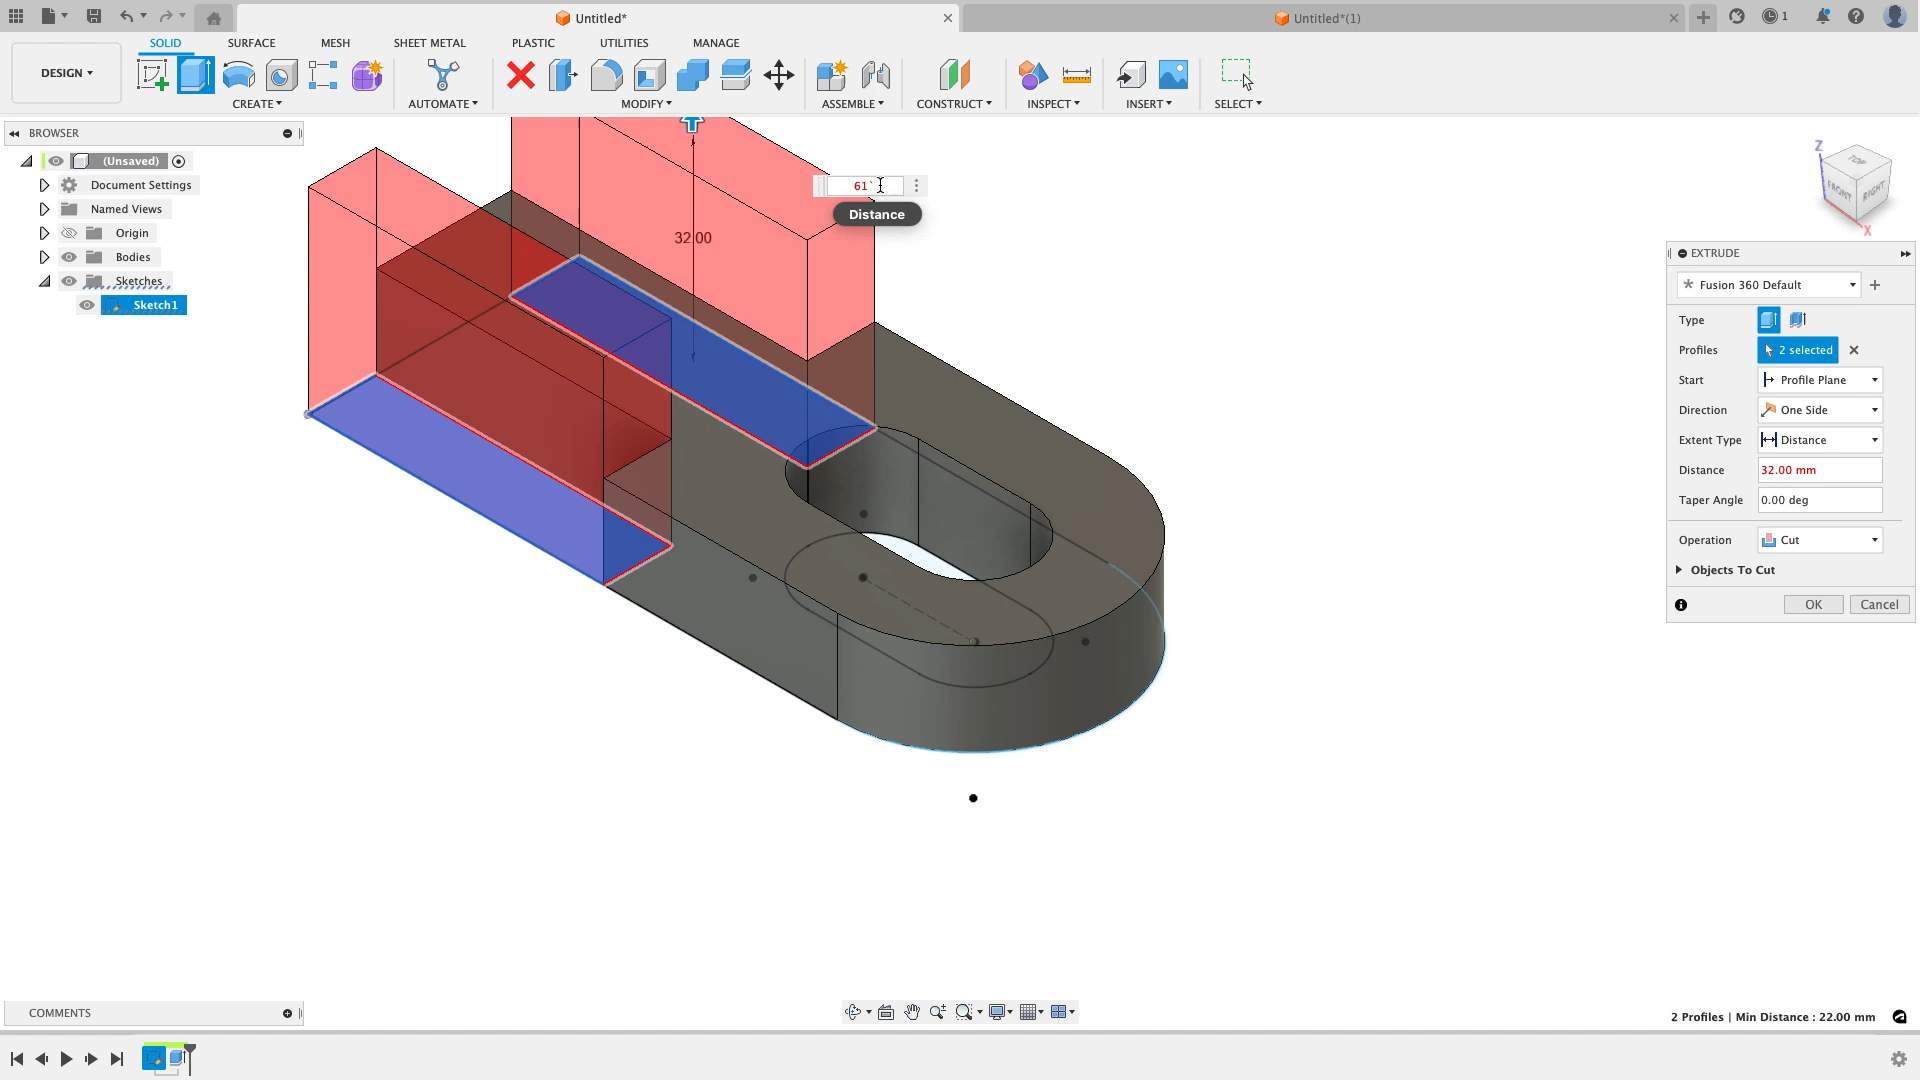 Untitled*
Untitled*(1)
1
SOLID
SURFACE
MESH
SHEET METAL
PLASTIC
UTILITIES
MANAGE
DESIGN
CREATE
AUTOMATE
MODIFY
ASSEMBLE
CONSTRUCT
INSPECT
INSERT
SELECT
BROWSER
(Unsaved)
Document Settings
Named Views
Origin
Bodies
Sketches
Sketch1
61`
Distance
32.00
Z
TOP
FRONT
RIGHT
X
EXTRUDE
Fusion 360 Default
Type
Profiles
2 selected
Start
Profile Plane
Direction
One Side
Extent Type
Distance
Distance
32.00 mm
Taper Angle
0.00 deg
Operation
Cut
Objects To Cut
OK
Cancel
COMMENTS
2 Profiles | Min Distance : 22.00 mm